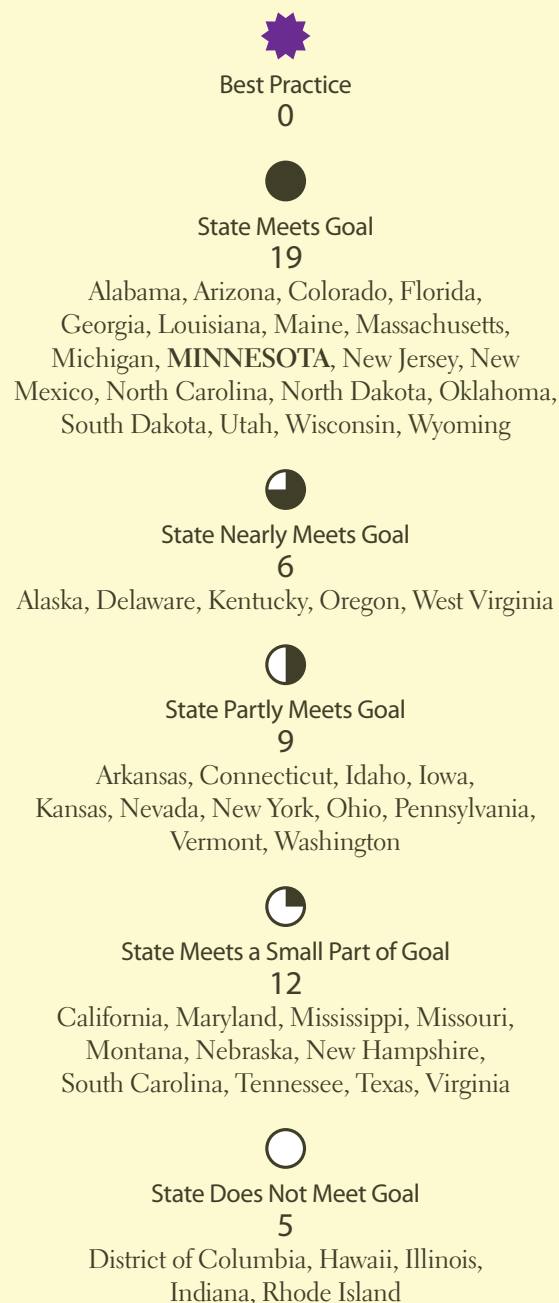 Best Practice
0
State Meets Goal
19
Alabama, Arizona, Colorado, Florida,
Georgia, Louisiana, Maine, Massachusetts,
Michigan, MINNESOTA, New Jersey, New
Mexico, North Carolina, North Dakota, Oklahoma,
South Dakota, Utah, Wisconsin, Wyoming
State Nearly Meets Goal
6
Alaska, Delaware, Kentucky, Oregon, West Virginia
State Partly Meets Goal
9
Arkansas, Connecticut, Idaho, Iowa,
Kansas, Nevada, New York, Ohio, Pennsylvania,
Vermont, Washington
State Meets a Small Part of Goal
12
California, Maryland, Mississippi, Missouri,
Montana, Nebraska, New Hampshire,
South Carolina, Tennessee, Texas, Virginia
State Does Not Meet Goal
5
District of Columbia, Hawaii, Illinois,
Indiana, Rhode Island